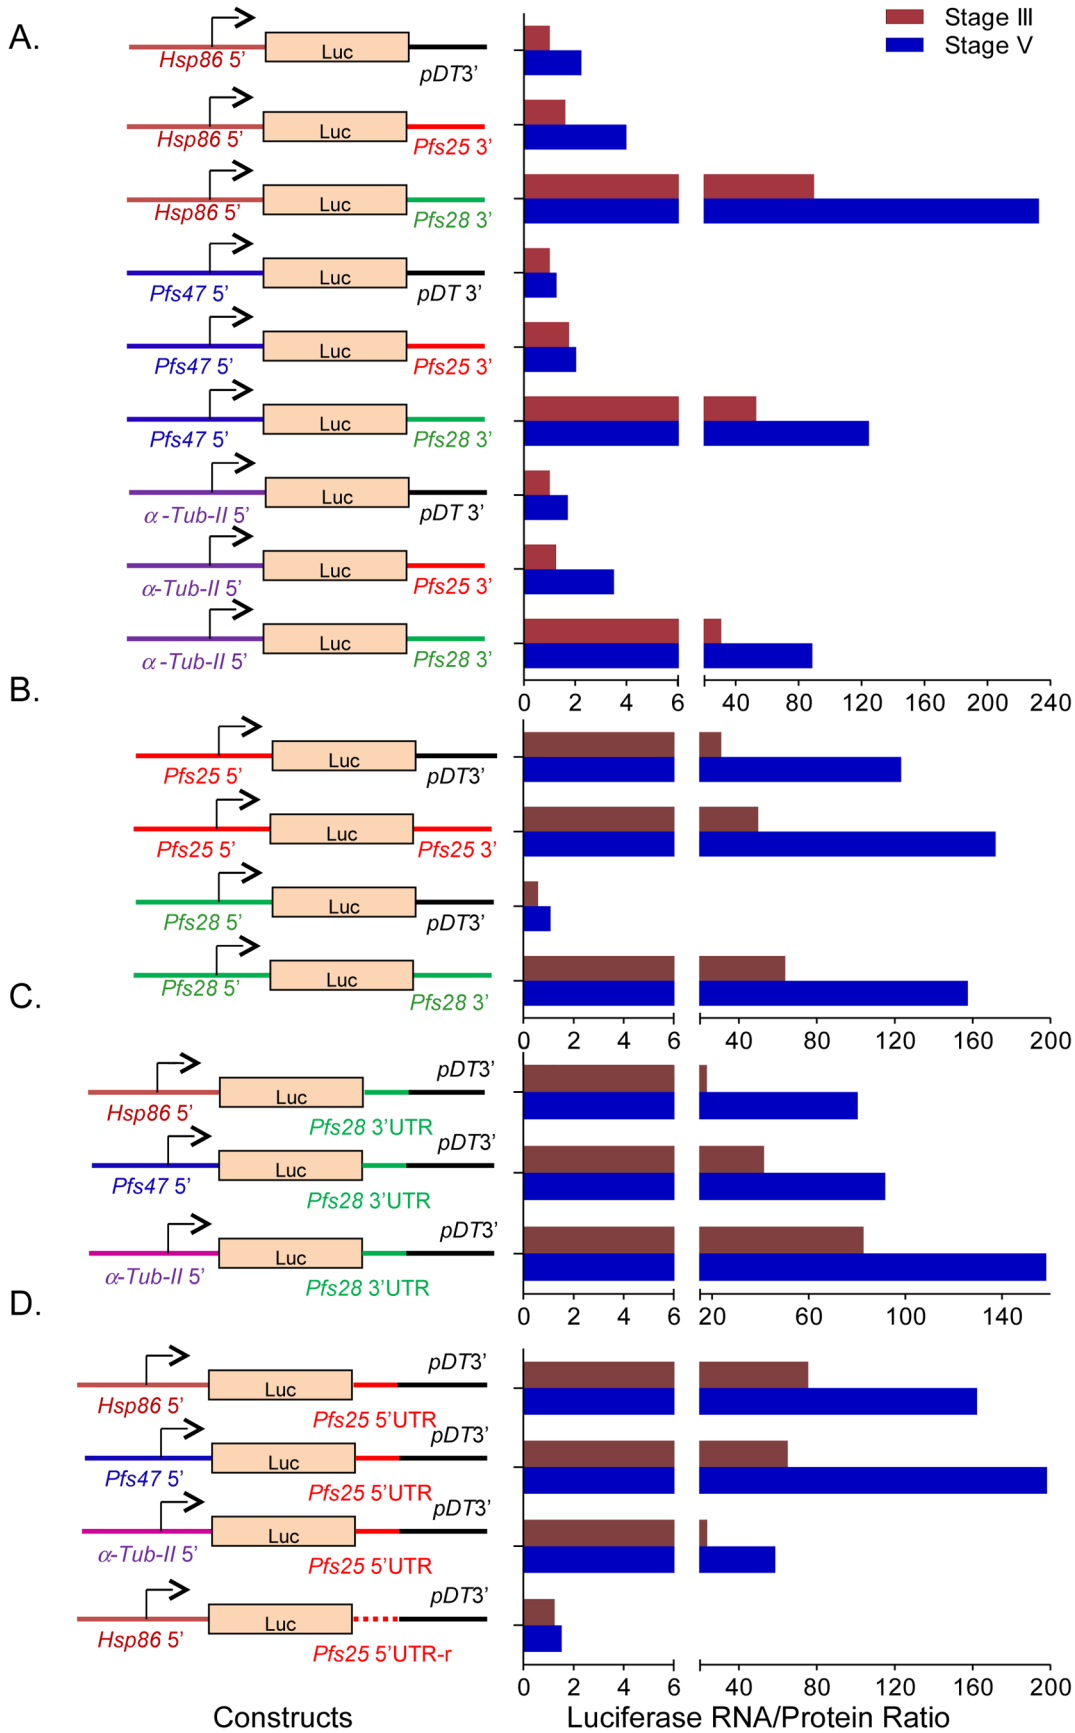 A.
Stage III
Stage V
Hsp86 5’ Luc pDT3’
Hsp86 5’ Luc Pfs25 3’
Hsp86 5’ Luc Pfs28 3’
Pfs47 5’ Luc pDT 3’
Pfs47 5’ Luc Pfs25 3’
Pfs47 5’ Luc Pfs28 3’
α-Tub-II 5’ Luc pDT 3’
α-Tub-II 5’ Luc Pfs25 3’
α-Tub-II 5’ Luc Pfs28 3’
0 2 4 6 40 80 120 160 200 240
B.
Pfs25 5’ Luc pDT3’
Pfs25 5’ Luc Pfs25 3’
Pfs28 5’ Luc pDT3’
Pfs28 5’ Luc Pfs28 3’
0 2 4 6 40 80 120 160 200
C.
Hsp86 5’ Luc Pfs28 3’UTR pDT3’
Pfs47 5’ Luc Pfs28 3’UTR pDT3’
α-Tub-II 5’ Luc Pfs28 3’UTR pDT3’
0 2 4 6 20 60 100 140
D.
Hsp86 5’ Luc Pfs25 5’UTR pDT3’
Pfs47 5’ Luc Pfs25 5’UTR pDT3’
α-Tub-II 5’ Luc Pfs25 5’UTR pDT3’
Hsp86 5’ Luc Pfs25 5’UTR-r pDT3’
0 2 4 6 40 80 120 160 200
Constructs
Luciferase RNA/Protein Ratio